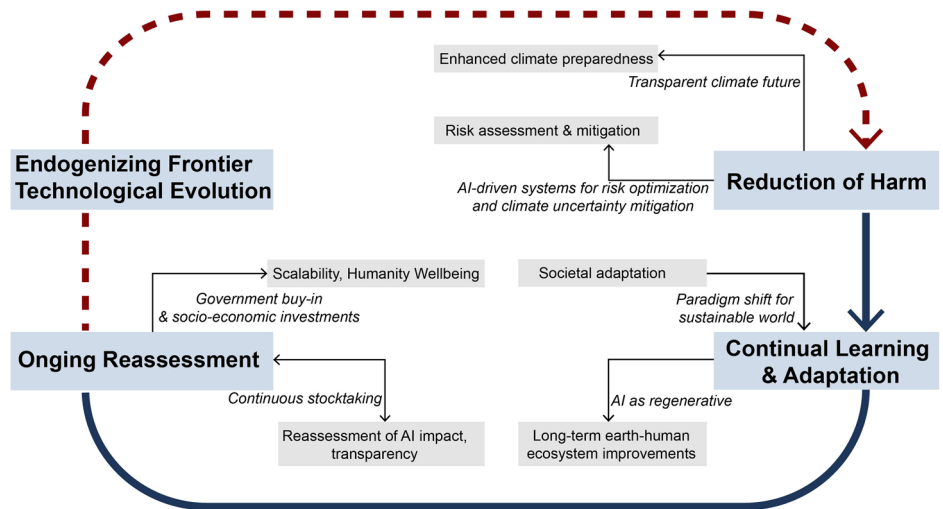 Enhanced climate preparedness
Transparent climate future
Risk assessment & mitigation
Endogenizing Frontier
Technological Evolution
Reduction of Harm
AI-driven systems for risk optimization
and climate uncertainty mitigation
Scalability, Humanity Wellbeing
Government buy-in
& socio-economic investments
Societal adaptation
Paradigm shift for
sustainable world
Ongoing Reassessment
Continual Learning
& Adaptation
Continuous stocktaking
AI as regenerative
Reassessment of AI impact,
transparency
Long-term earth-human
ecosystem improvements